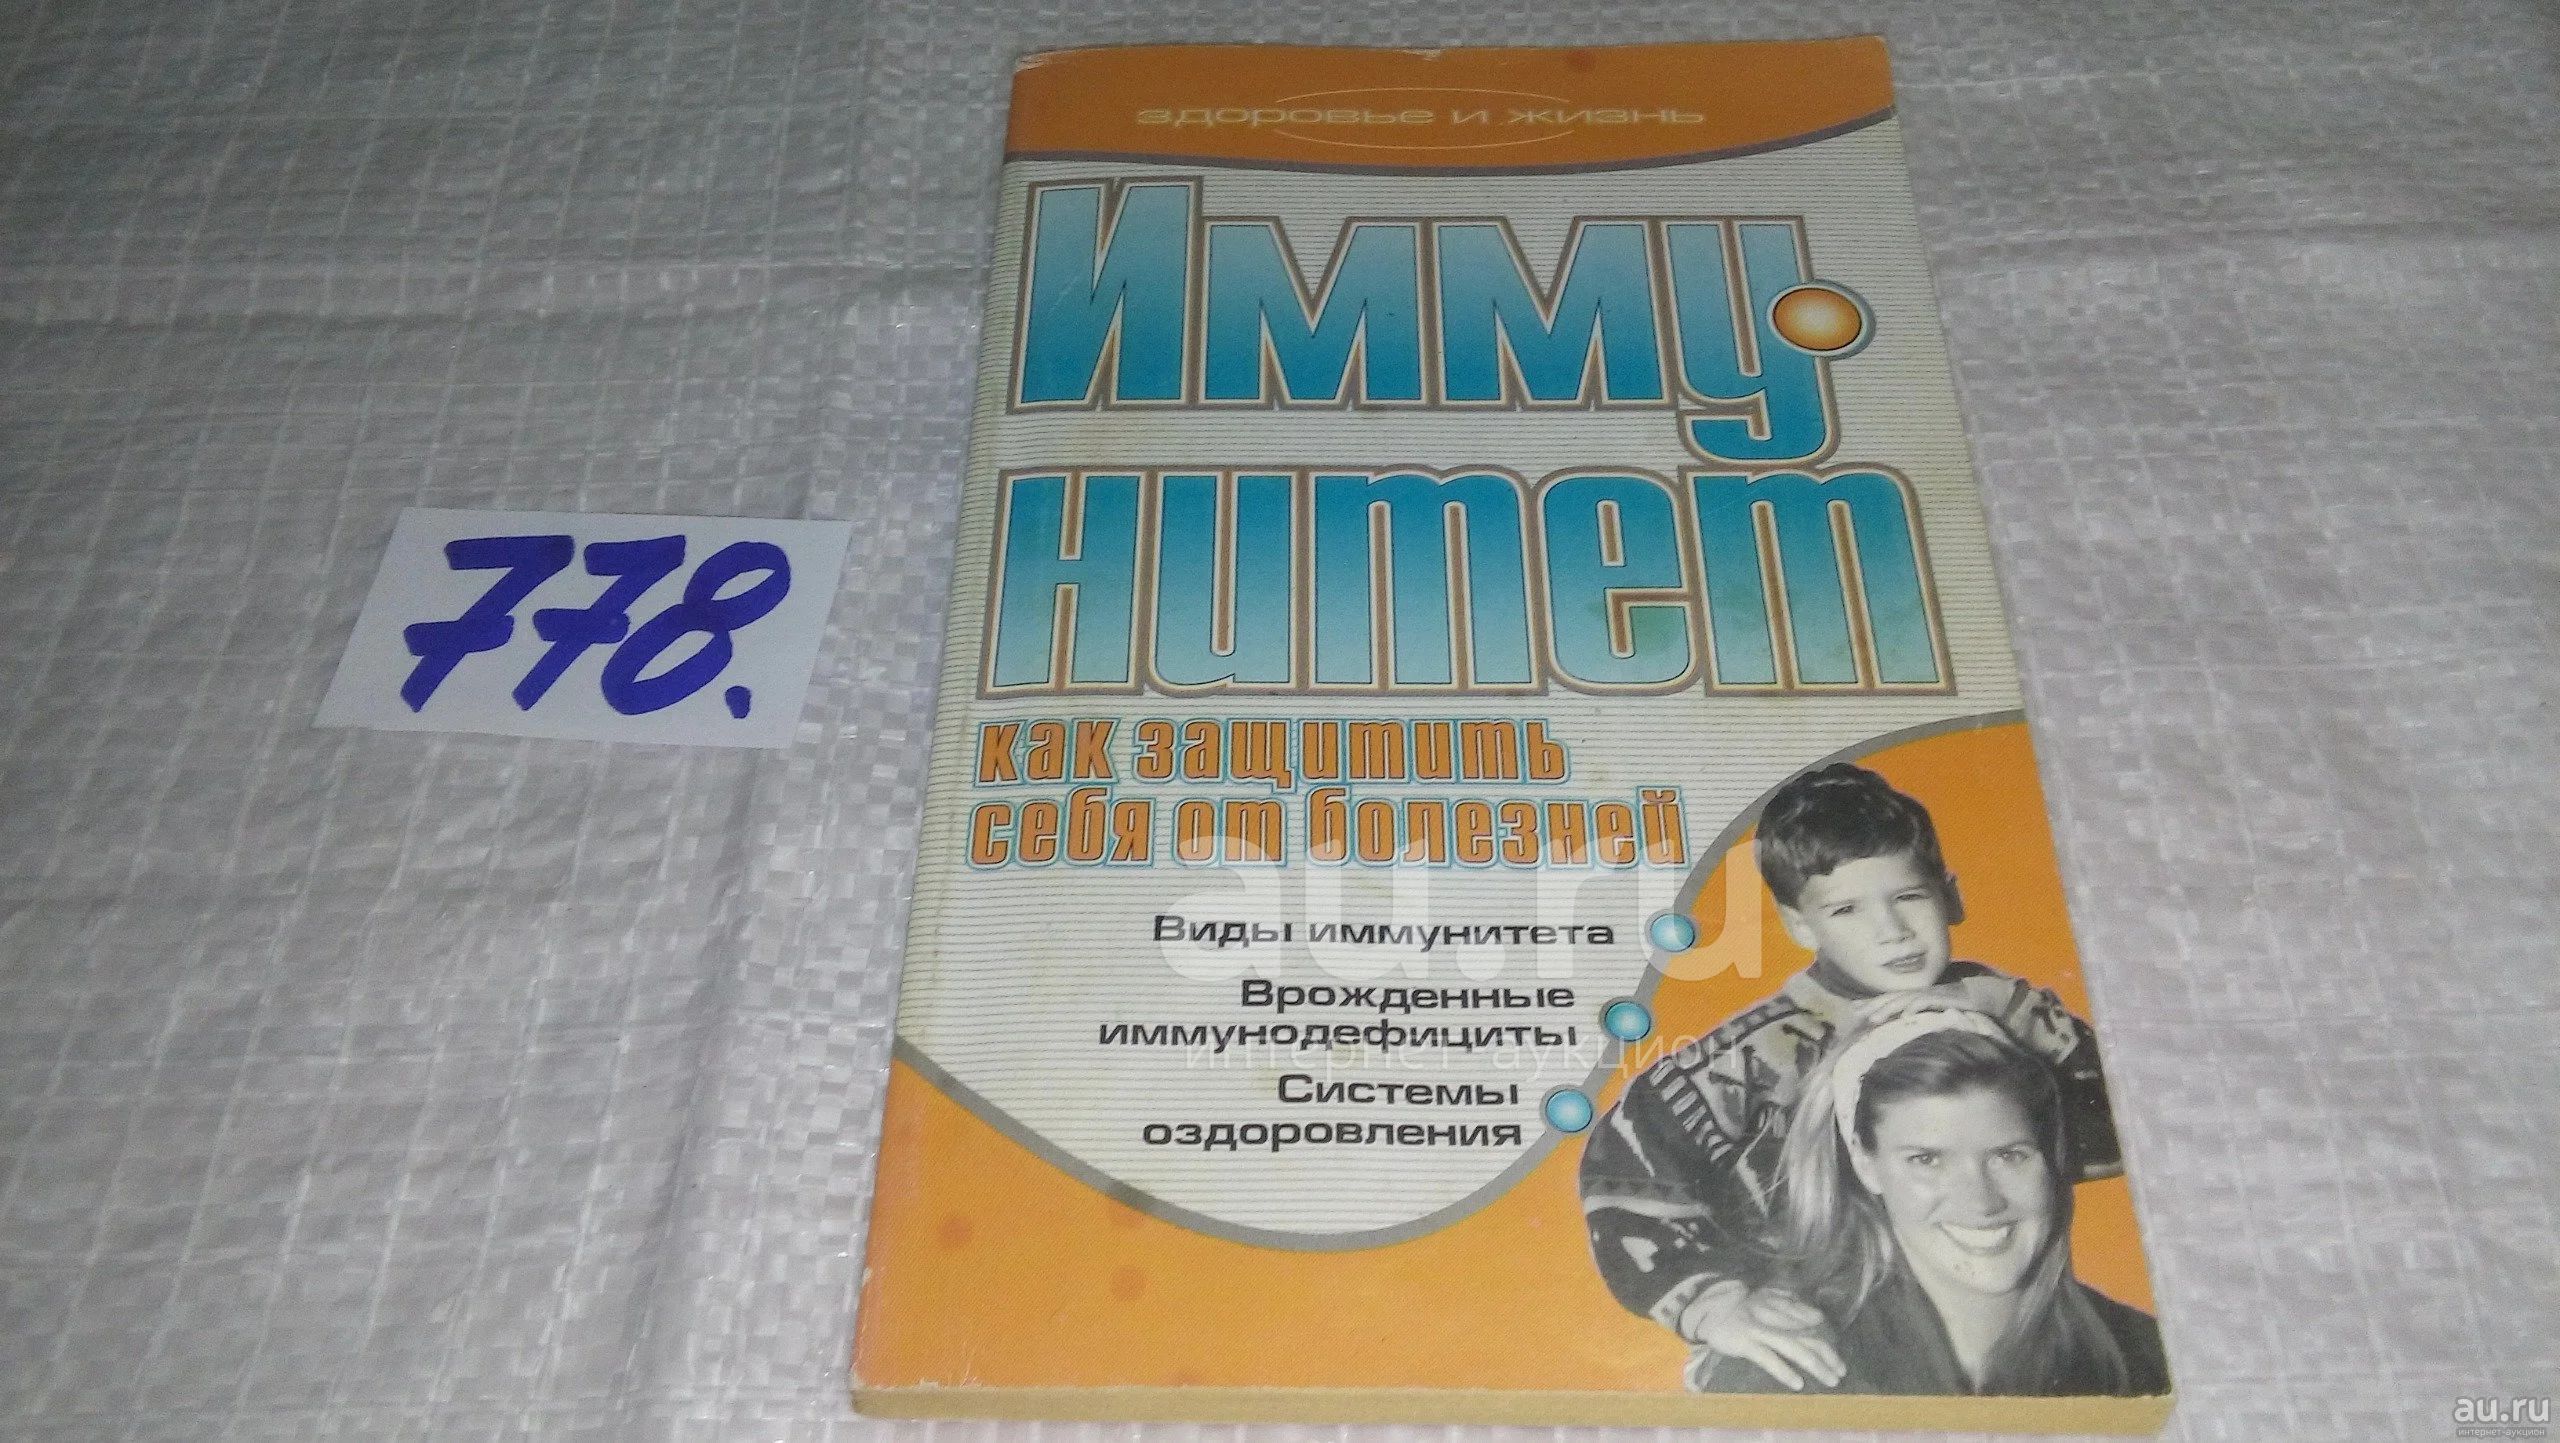 778.
здоровье и жизнь
Имму
нитет
как защитить
себя от болезней
au.ru
Виды иммунитета
Врожденные
иммунодефициты
интернет-аукцион
Системы
оздоровления
au.ru
интернет-аукцион